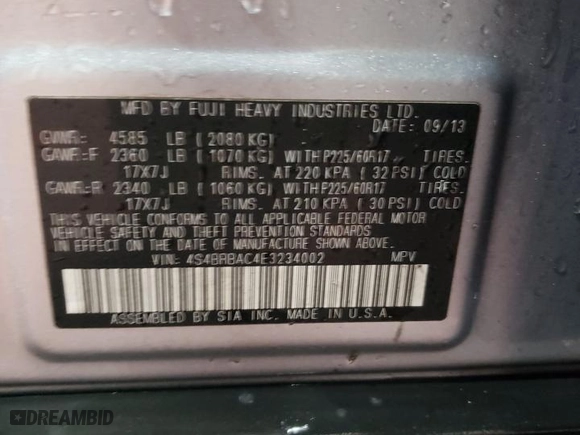 MFD BY FUJI HEAVY INDUSTRIES LTD.
DATE: 09/13
GVWR: 4585 LB ( 2080 KG)
GAWR:F 2360 LB ( 1070 KG) WITH P225/60R17 TIRES.
17X7J RIMS. AT 220 KPA ( 32 PSI) COLD
GAWR:R 2340 LB ( 1060 KG) WITH P225/60R17 TIRES.
17X7J RIMS. AT 210 KPA ( 30 PSI) COLD
THIS VEHICLE CONFORMS TO ALL APPLICABLE FEDERAL MOTOR
VEHICLE SAFETY AND THEFT PREVENTION STANDARDS
IN EFFECT ON THE DATE OF MANUFACTURE SHOWN ABOVE.
VIN: 4S4BRBAC4E3234002 MPV
ASSEMBLED BY SIA INC. MADE IN U.S.A.
DREAMBID